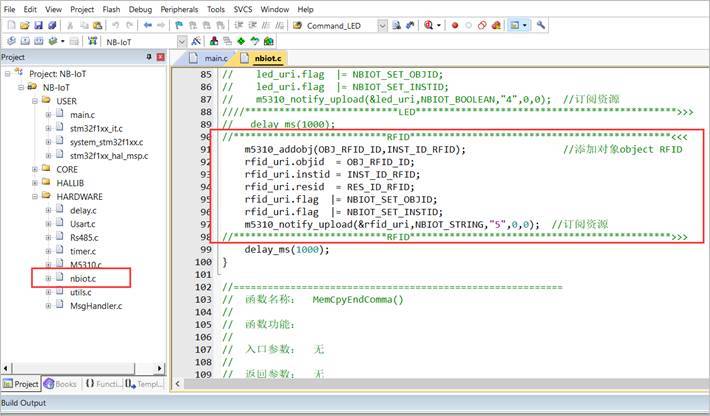 File Edit View Project Flash Debug Peripherals Tools SVCS Window Help
Command_LED
NB-IoT
Project
main.c nbiot.c
Project: NB-IoT
NB-IoT
USER
main.c
stm32f1xx_it.c
system_stm32f1xx.c
stm32f1xx_hal_msp.c
CORE
HALLIB
HARDWARE
delay.c
Usart.c
Rs485.c
timer.c
M5310.c
nbiot.c
utils.c
MsgHandler.c
Project Books {} Functi... Templ...
85 // led_uri.flag |= NBIOT_SET_OBJID;
86 // led_uri.flag |= NBIOT_SET_INSTID;
87 // m5310_notify_upload(&led_uri,NBIOT_BOOLEAN,"4",0,0); //订阅资源
88 ////***********************LED***************************************>>>
89 // delay_ms(1000);
90 //***********************RFID***************************************<<<
91 m5310_addobj(OBJ_RFID_ID,INST_ID_RFID); //添加对象object RFID
92 rfid_uri.objid = OBJ_RFID_ID;
93 rfid_uri.instid = INST_ID_RFID;
94 rfid_uri.resid = RES_ID_RFID;
95 rfid_uri.flag |= NBIOT_SET_OBJID;
96 rfid_uri.flag |= NBIOT_SET_INSTID;
97 m5310_notify_upload(&rfid_uri,NBIOT_STRING,"5",0,0); //订阅资源
98 //***********************RFID***************************************>>>
99 delay_ms(1000);
100 }
101
102 //=====================================================
103 // 函数名称: MemCpyEndComma()
104 //
105 // 函数功能:
106 //
107 // 入口参数: 无
108 //
109 // 返回参数: 无
Build Output